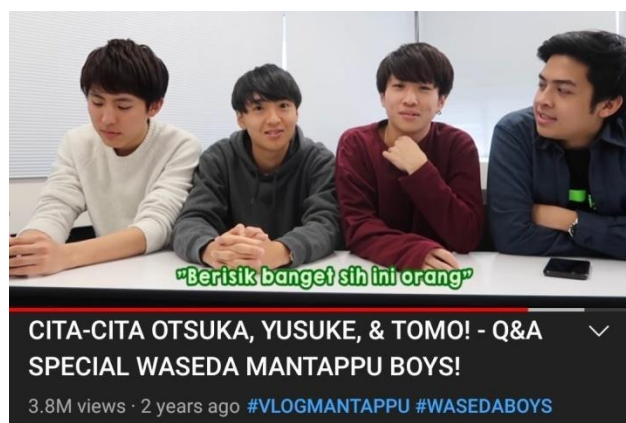 "Berisik banget sih ini orang"
CITA-CITA OTSUKA, YUSUKE, & TOMO! - Q&A
SPECIAL WASEDA MANTAPPU BOYS!
3.8M views · 2 years ago #VLOGMANTAPPU #WASEDABOYS